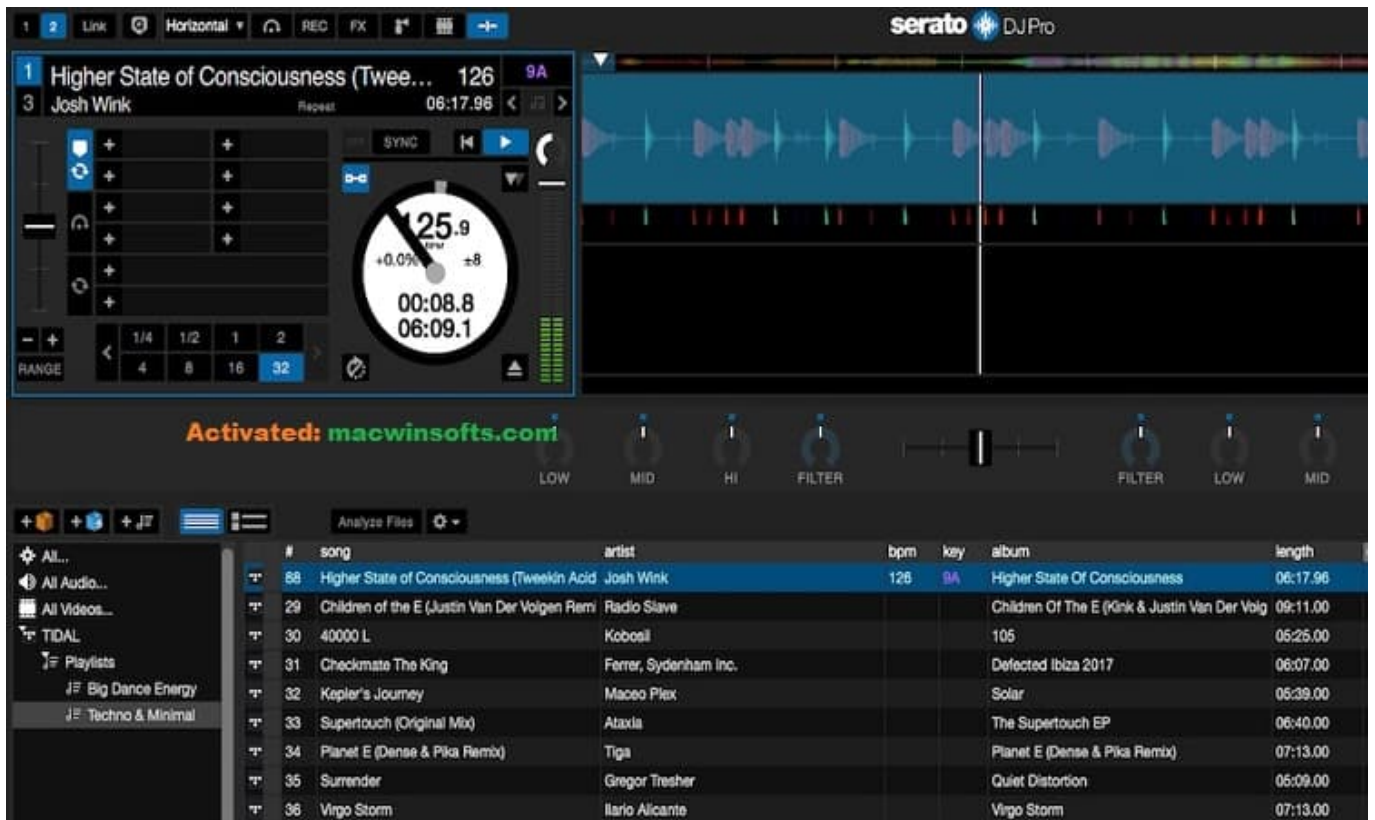 1 2 Link Horizontal REC FX
serato DJ Pro
1 Higher State of Consciousness (Twee... 126 9A
3 Josh Wink Repeat 06:17.96
SYNC
125.9
BPM
+0.0% ±8
00:08.8
06:09.1
1/4 1/2 1 2
RANGE 4 8 16 32
Activated: macwinsofts.com
LOW MID HI FILTER FILTER LOW MID
Analyze Files
# song artist bpm key album length
All...
All Audio...
All Videos...
TIDAL
Playlists
Big Dance Energy
Techno & Minimal
68 Higher State of Consciousness (Tweekin Acid Josh Wink 126 9A Higher State Of Consciousness 06:17.96
29 Children of the E (Justin Van Der Volgen Remi Radio Slave Children Of The E (Kink & Justin Van Der Volg 09:11.00
30 40000 L Kobosil 105 05:25.00
31 Checkmate The King Ferrer, Sydenham Inc. Defected Ibiza 2017 06:07.00
32 Kepler's Journey Maceo Plex Solar 05:39.00
33 Supertouch (Original Mix) Ataxia The Supertouch EP 06:40.00
34 Planet E (Dense & Pika Remix) Tiga Planet E (Dense & Pika Remix) 07:13.00
35 Surrender Gregor Tresher Quiet Distortion 05:09.00
36 Virgo Storm Ilario Alicante Virgo Storm 07:13.00